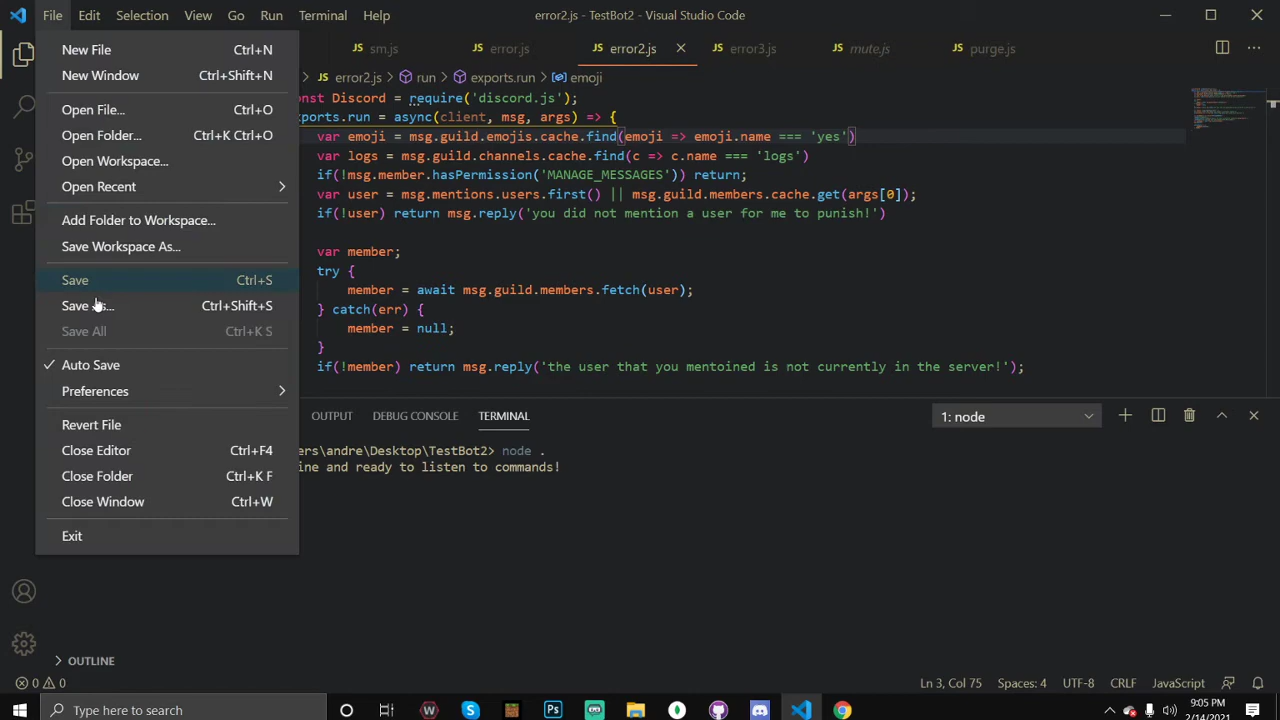 File Edit Selection View Go Run Terminal Help error2.js - TestBot2 - Visual Studio Code
sm.js error.js error2.js error3.js mute.js purge.js
error2.js run exports.run emoji
New File Ctrl+N
New Window Ctrl+Shift+N
Open File... Ctrl+O
Open Folder... Ctrl+K Ctrl+O
Open Workspace...
Open Recent
Add Folder to Workspace...
Save Workspace As...
Save Ctrl+S
Save As... Ctrl+Shift+S
Save All Ctrl+K S
Auto Save
Preferences
Revert File
Close Editor Ctrl+F4
Close Folder Ctrl+K F
Close Window Ctrl+W
Exit
nst Discord = require('discord.js');
ports.run = async(client, msg, args) => {
var emoji = msg.guild.emojis.cache.find(emoji => emoji.name === 'yes')
var logs = msg.guild.channels.cache.find(c => c.name === 'logs')
if(!msg.member.hasPermission('MANAGE_MESSAGES')) return;
var user = msg.mentions.users.first() || msg.guild.members.cache.get(args[0]);
if(!user) return msg.reply('you did not mention a user for me to punish!')
var member;
try {
member = await msg.guild.members.fetch(user);
} catch(err) {
member = null;
}
if(!member) return msg.reply('the user that you mentoined is not currently in the server!');
OUTPUT DEBUG CONSOLE TERMINAL 1: node
ers\andre\Desktop\TestBot2> node .
ine and ready to listen to commands!
OUTLINE
0 0 Ln 3, Col 75 Spaces: 4 UTF-8 CRLF JavaScript
Type here to search W Ps 9:05 PM
2/14/2021